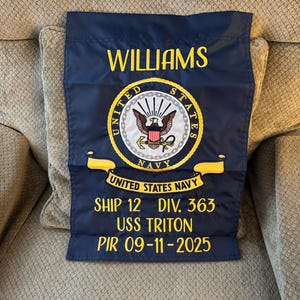 WILLIAMS
UNITED STATES
NAVY
UNITED STATES NAVY
SHIP 12 DIV. 363
USS TRITON
PIR 09-11-2025